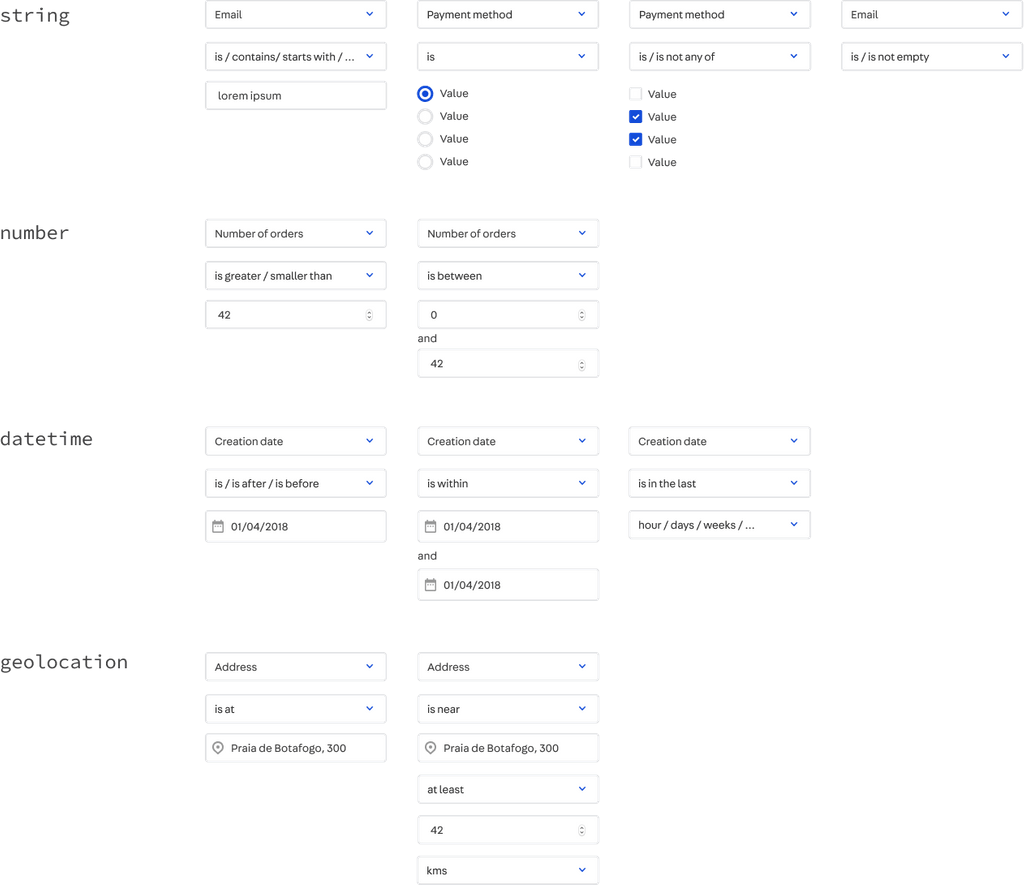 string
Email
is / contains/ starts with / ...
lorem ipsum
Payment method
is
Value
Value
Value
Value
Payment method
is / is not any of
Value
Value
Value
Value
Email
is / is not empty
number
Number of orders
is greater / smaller than
42
Number of orders
is between
0
and
42
datetime
Creation date
is / is after / is before
01/04/2018
Creation date
is within
01/04/2018
and
01/04/2018
Creation date
is in the last
hour / days / weeks / ...
geolocation
Address
is at
Praia de Botafogo, 300
Address
is near
Praia de Botafogo, 300
at least
42
kms